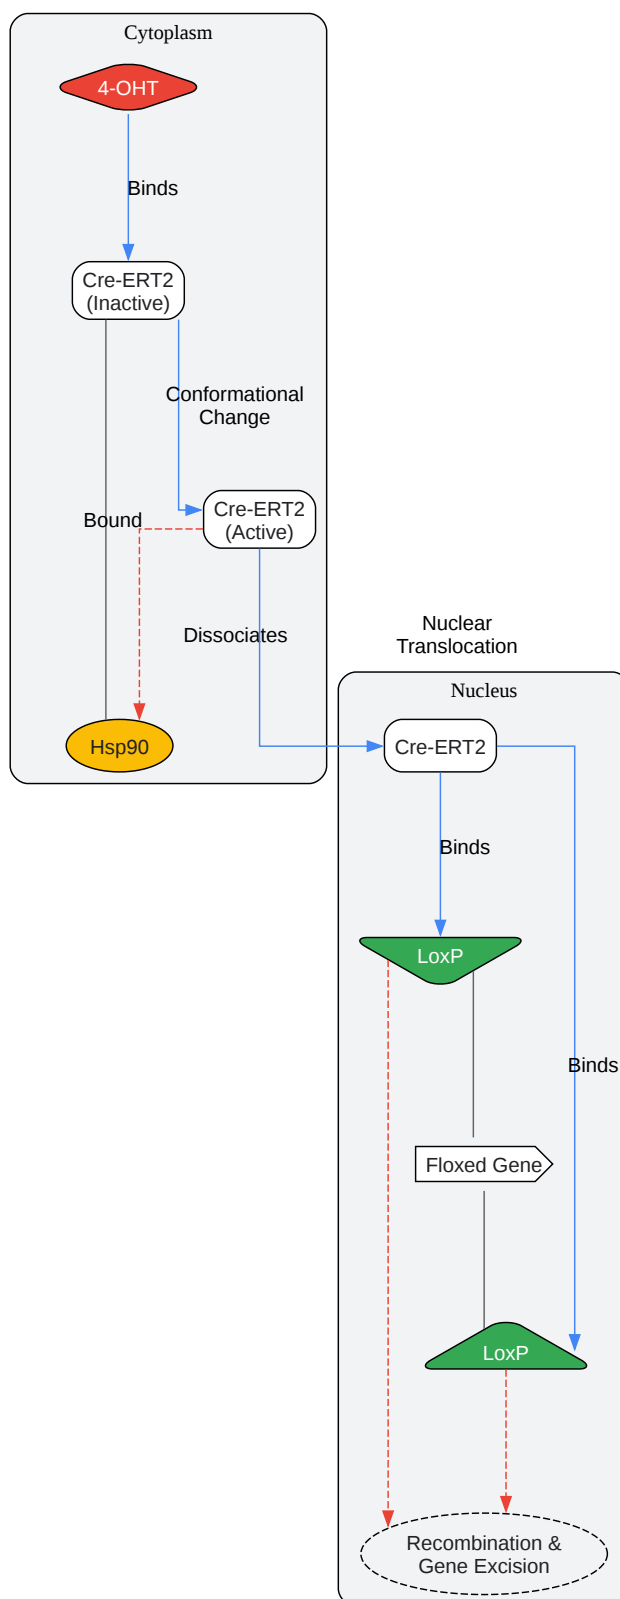 Cytoplasm
4-OHT
Binds
Cre-ERT2
(Inactive)
Conformational
Change
Cre-ERT2
(Active)
Bound
Dissociates
Hsp90
Nuclear
Translocation
Nucleus
Cre-ERT2
Binds
LoxP
Binds
Floxed Gene
LoxP
Recombination &
Gene Excision